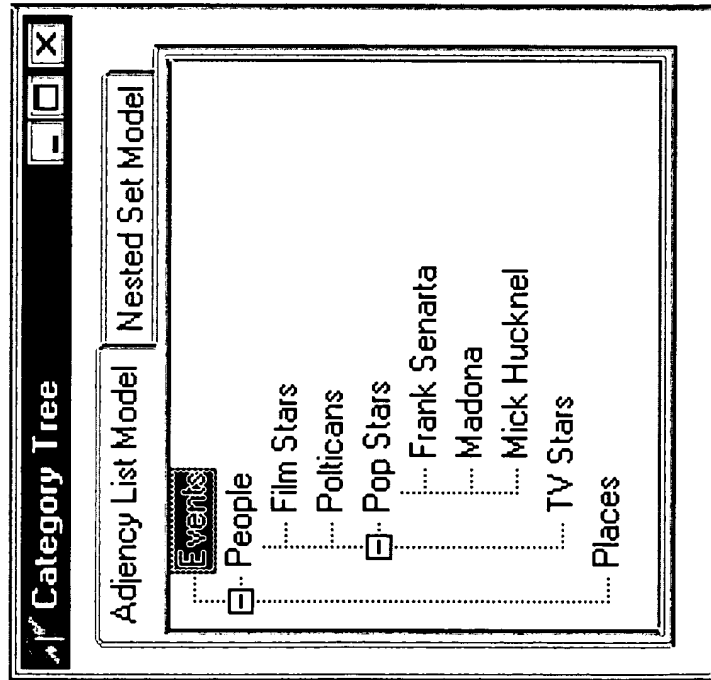 Category Tree
Adjency List Model
Nested Set Model
Events
People
Film Stars
Polticans
Pop Stars
Frank Senarta
Madona
Mick Hucknel
TV Stars
Places